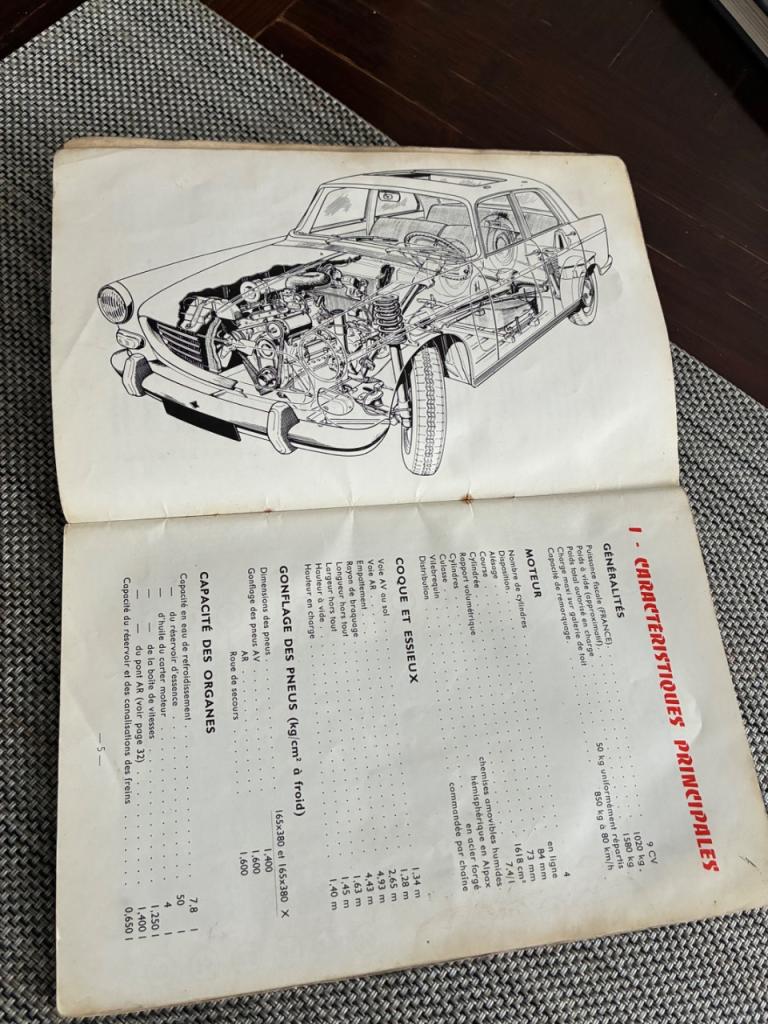 I - CARACTERISTIQUES PRINCIPALES
GÉNÉRALITÉS
Puissance fiscale (FRANCE) . . . . . 9 CV
Poids à vide (approximatif) . . . . . 1020 kg.
Poids total autorisé en charge . . . . . 1580 kg
Charge maxi sur galerie de toit . . . . . 50 kg uniformément répartis
Capacité de remorquage . . . . . 850 kg à 80 km/h
MOTEUR
Nombre de cylindres . . . . . 4
Disposition . . . . . en ligne
Alésage . . . . . 84 mm
Course . . . . . 73 mm
Cylindrée . . . . . 1618 cm³
Rapport volumétrique . . . . . 7,4/1
Cylindres . . . . . chemises amovibles humides
Culasse . . . . . hémisphérique en Alpax
Vilebrequin . . . . . en acier forgé
Distribution . . . . . commandée par chaîne
COQUE ET ESSIEUX
Voie AV au sol . . . . . 1,34 m
Voie AR . . . . . 1,28 m
Empattement . . . . . 2,65 m
Rayon de braquage . . . . . 4,93 m
Longueur hors tout . . . . . 4,43 m
Largeur hors tout . . . . . 1,63 m
Hauteur à vide . . . . . 1,45 m
Hauteur en charge . . . . . 1,40 m
GONFLAGE DES PNEUS (kg/cm² à froid)
Dimensions des pneus . . . . . 165x380 et 165x380 X
Gonflage des pneus AV . . . . . 1,400
AR . . . . . 1,600
Roue de secours . . . . . 1,600
CAPACITÉ DES ORGANES
Capacité en eau de refroidissement . . . . . 7,8 l
— du réservoir d'essence . . . . . 50 l
— d'huile du carter moteur . . . . . 4 l
— — de la boîte de vitesses . . . . . 1,250 l
— — du pont AR (voir page 32) . . . . . 1,400 l
Capacité du réservoir et des canalisations des freins . . . . . 0,650 l
— 5 —